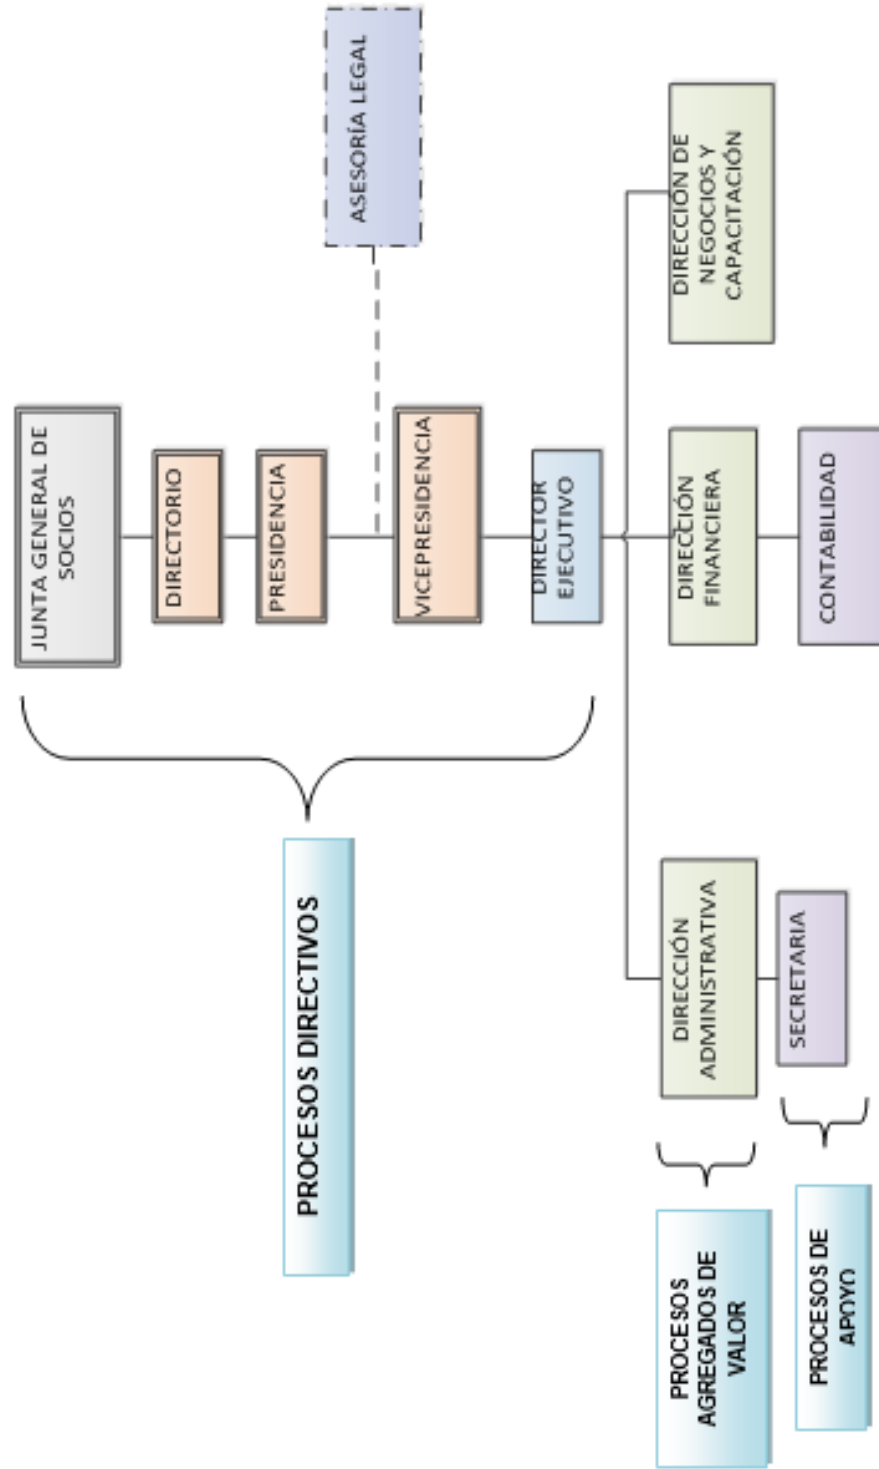 JUNTA GENERAL DE
SOCIOS
DIRECTORIO
PRESIDENCIA
ASESORÍA LEGAL
VICEPRESIDENCIA
DIRECTOR
EJECUTIVO
PROCESOS DIRECTIVOS
DIRECCIÓN
ADMINISTRATIVA
DIRECCIÓN
FINANCIERA
DIRECCIÓN DE
NEGOCIOS Y
CAPACITACIÓN
PROCESOS
AGREGADOS DE
VALOR
SECRETARIA
CONTABILIDAD
PROCESOS DE
APOYO